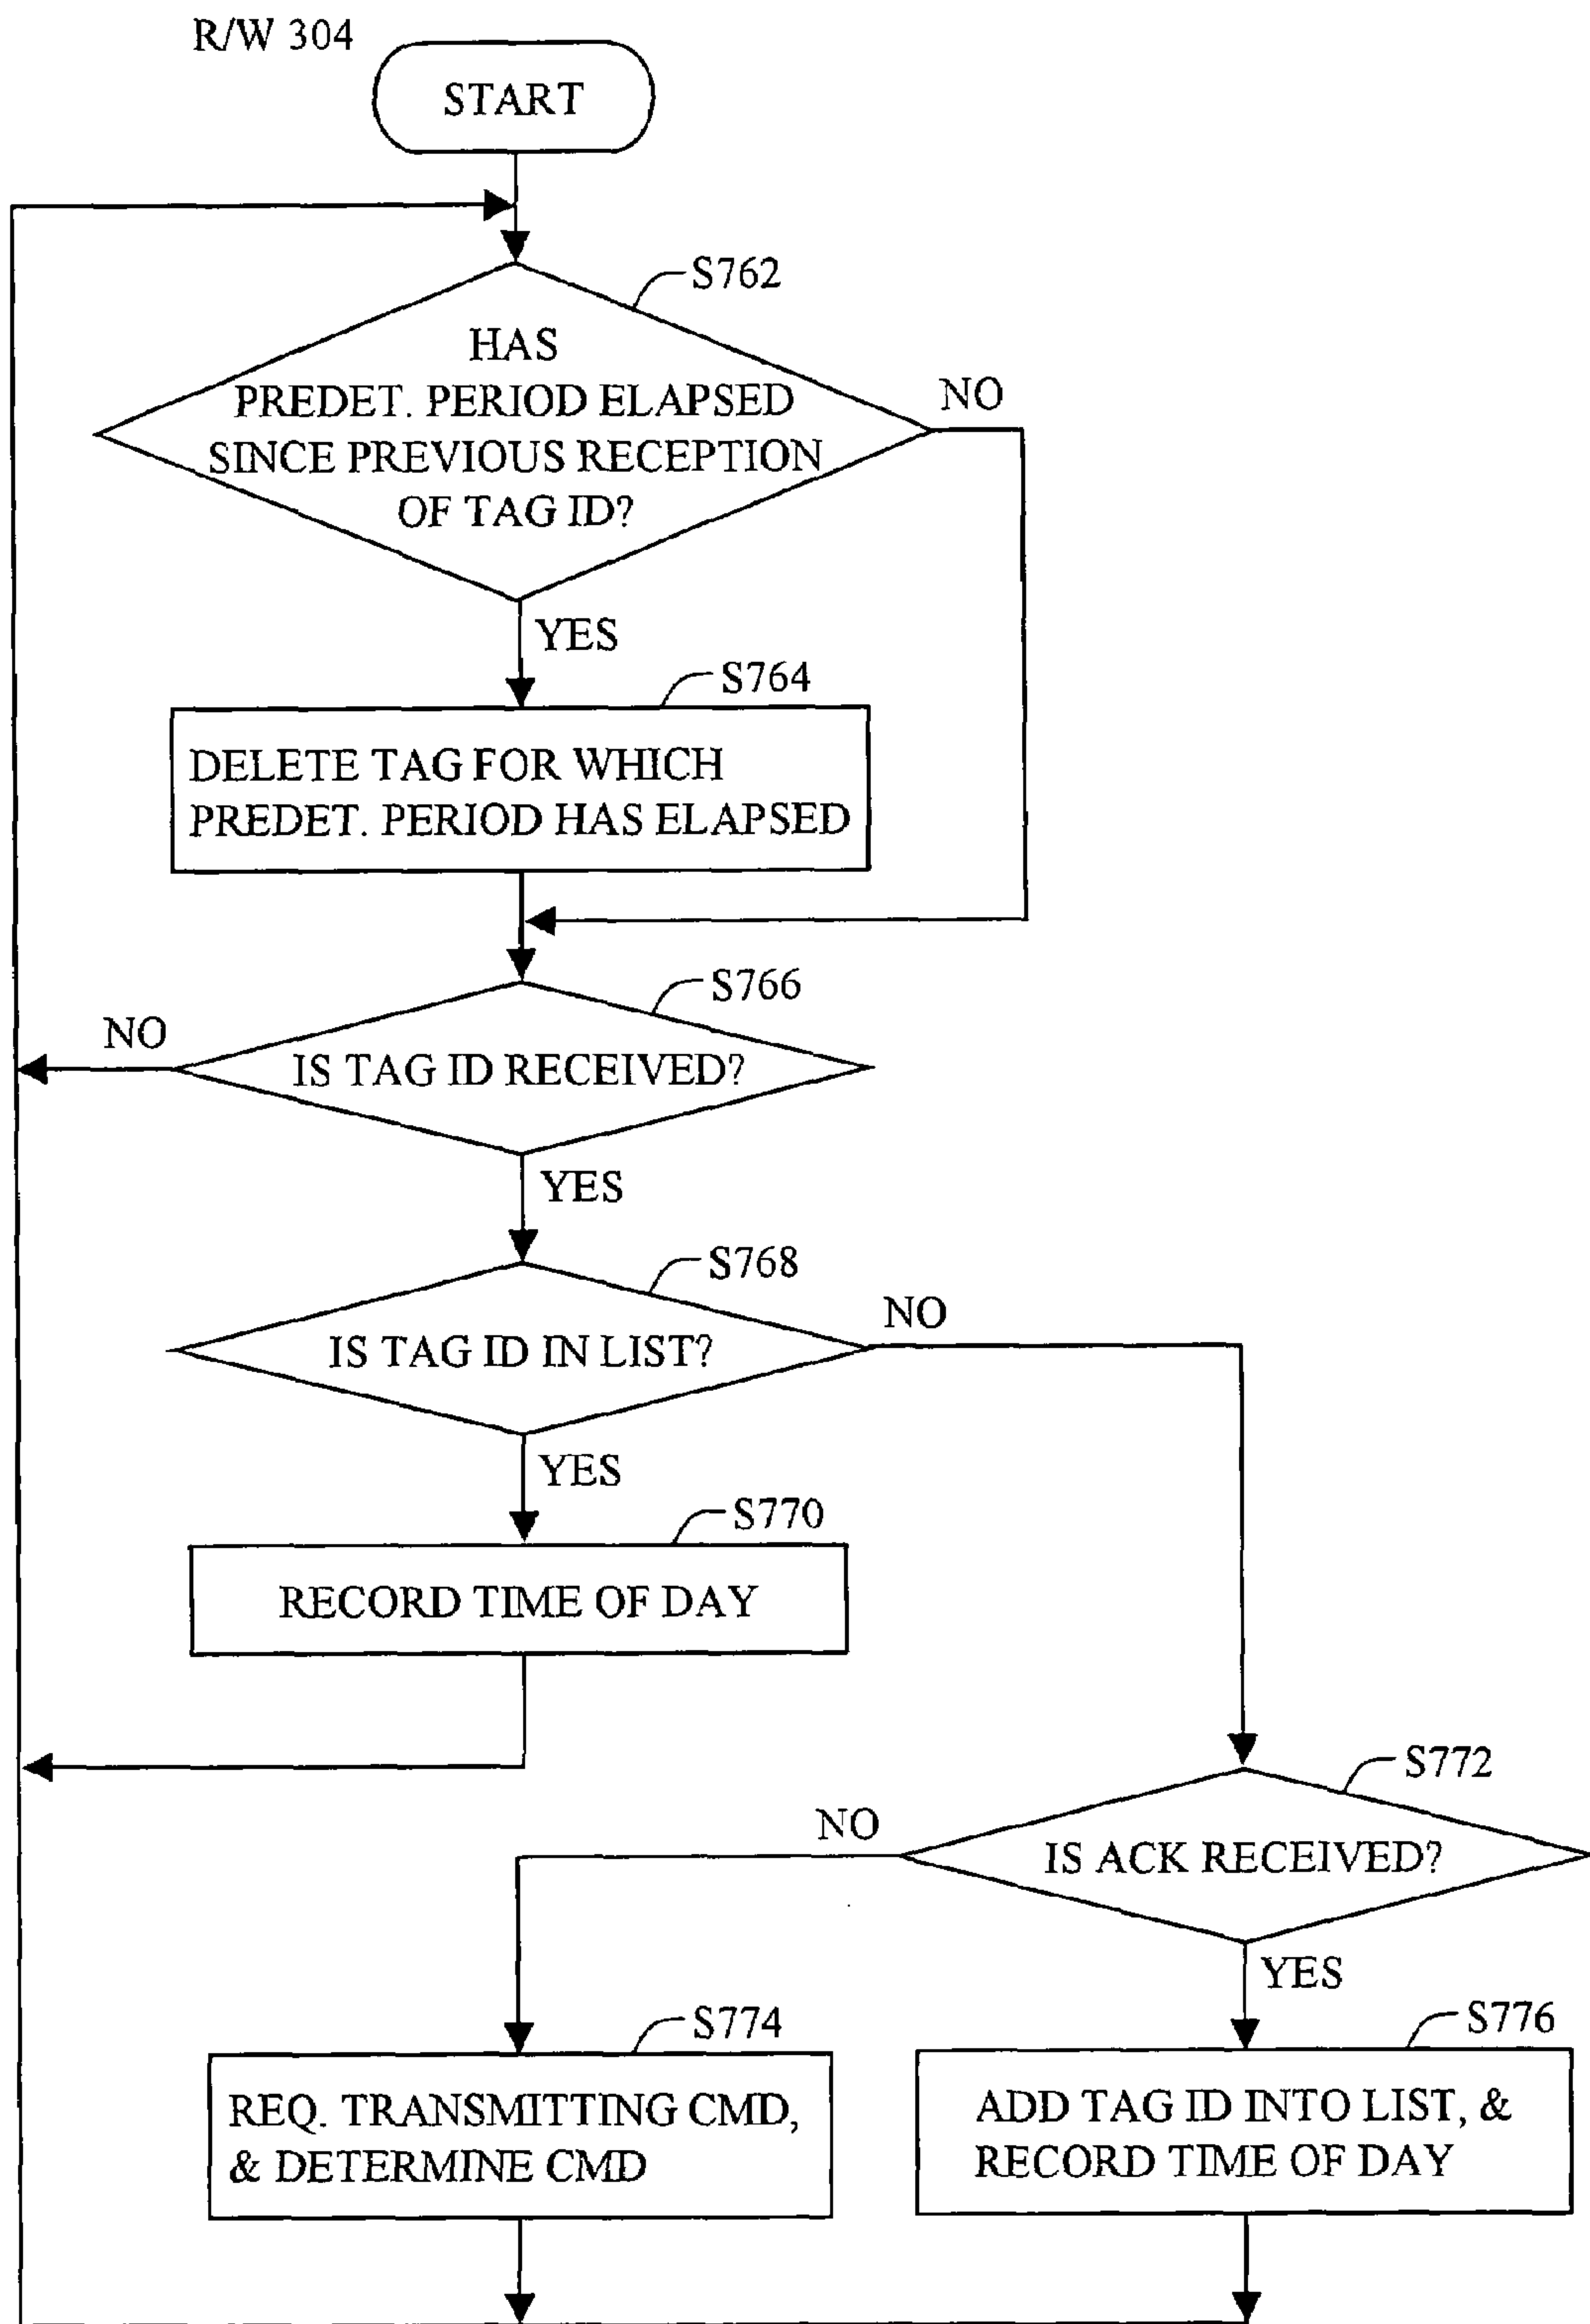 R/W 304
START
S762
HAS
PREDET. PERIOD ELAPSED
SINCE PREVIOUS RECEPTION
OF TAG ID?
NO
YES
S764
DELETE TAG FOR WHICH
PREDET. PERIOD HAS ELAPSED
S766
NO
IS TAG ID RECEIVED?
YES
S768
NO
IS TAG ID IN LIST?
YES
S770
RECORD TIME OF DAY
S772
NO
IS ACK RECEIVED?
YES
S774
S776
REQ. TRANSMITTING CMD,
& DETERMINE CMD
ADD TAG ID INTO LIST, &
RECORD TIME OF DAY